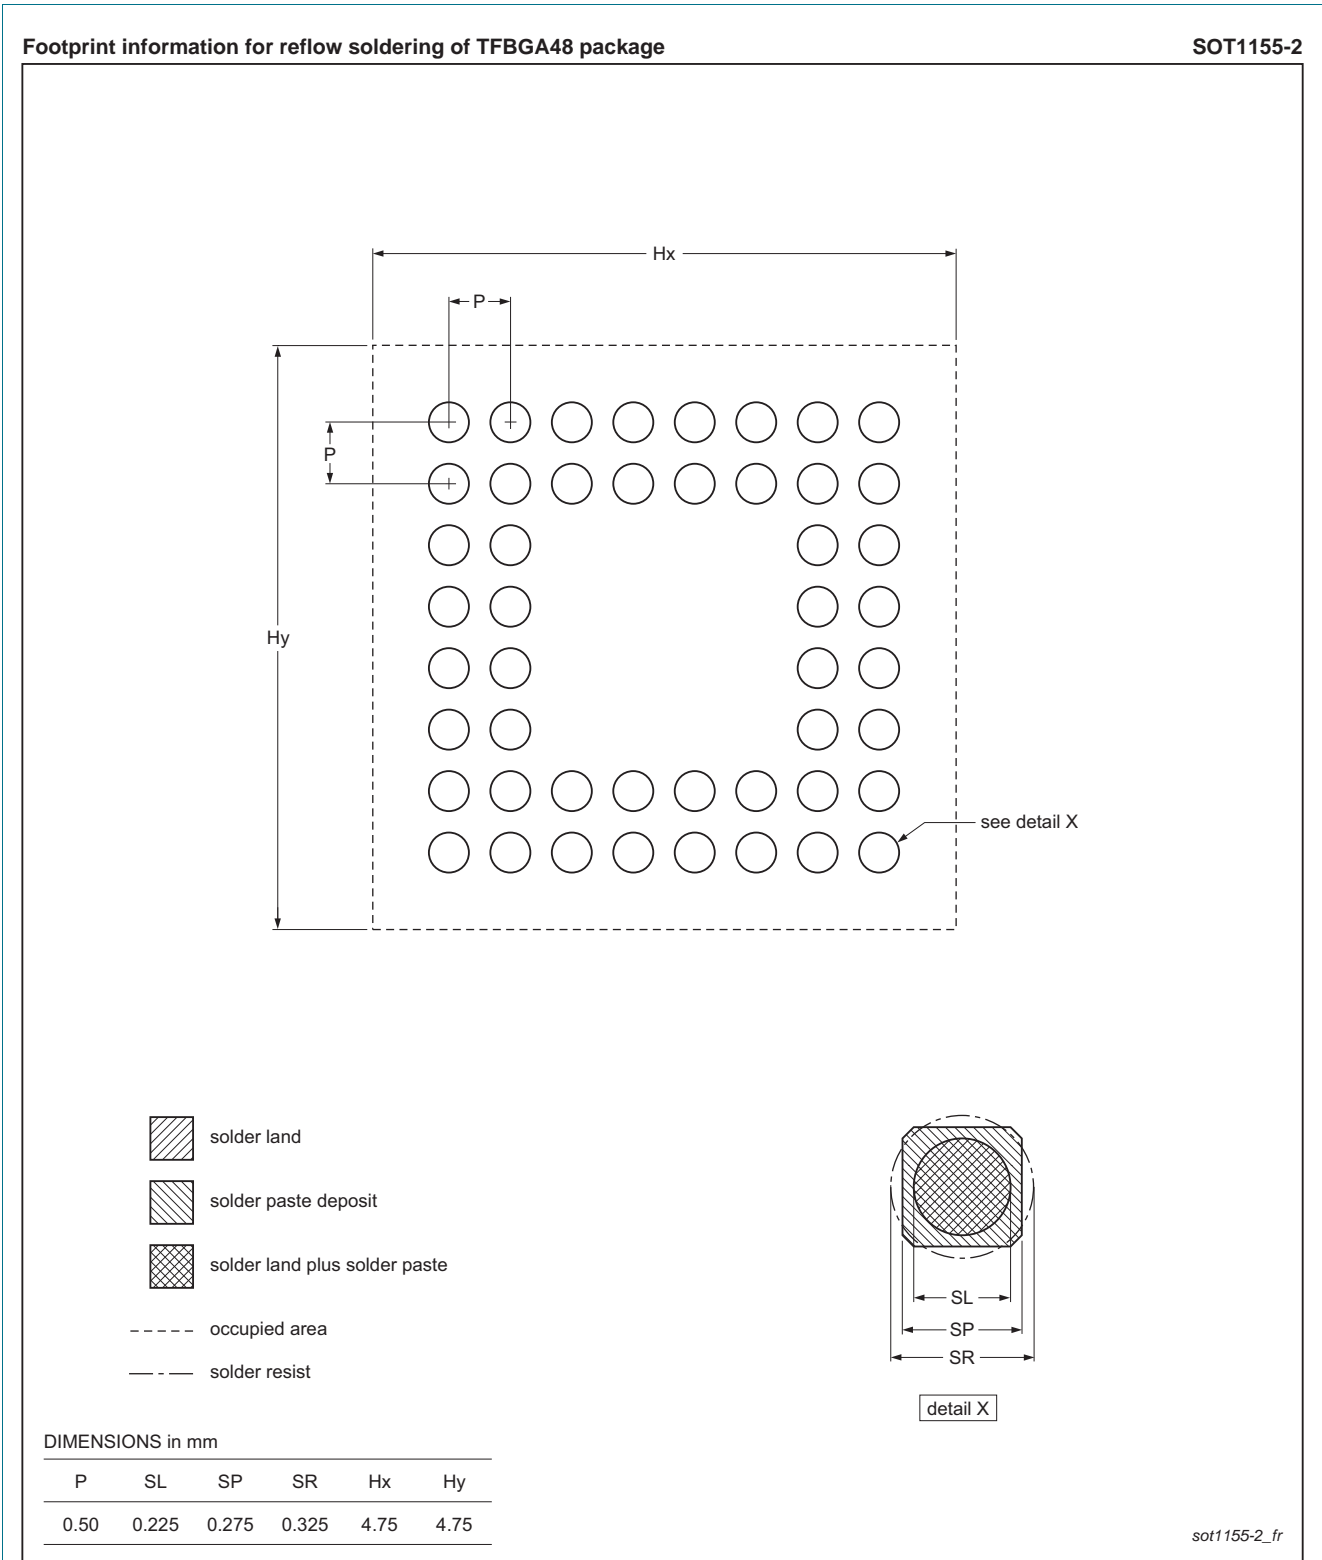 Footprint information for reflow soldering of TFBGA48 package SOT1155-2
Hx
P
P
Hy
see detail X
solder land
solder paste deposit
solder land plus solder paste
occupied area
solder resist
SL
SP
SR
detail X
DIMENSIONS in mm
P SL SP SR Hx Hy
0.50 0.225 0.275 0.325 4.75 4.75
sot1155-2_fr